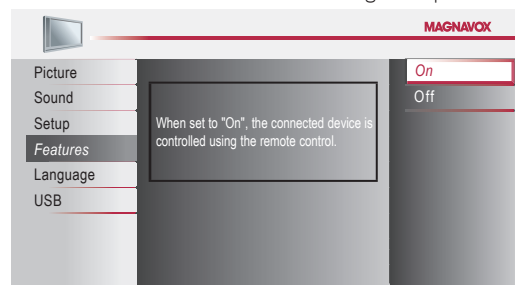 MAGNAVOX
Picture
Sound
Setup
Features
Language
USB
When set to "On", the connected device is
controlled using the remote control.
On
Off